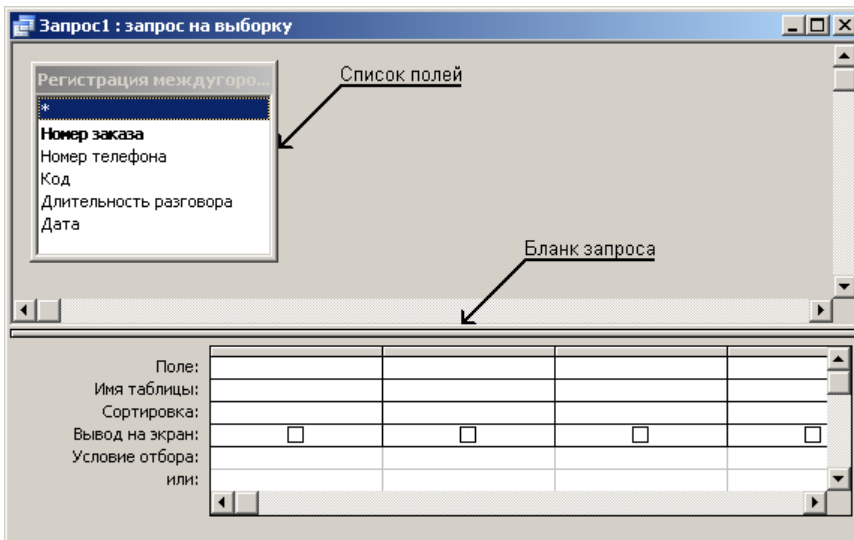 Запрос1 : запрос на выборку
Регистрация междугоро...
Список полей
*
Номер заказа
Номер телефона
Код
Длительность разговора
Дата
Бланк запроса
Поле:
Имя таблицы:
Сортировка:
Вывод на экран:
Условие отбора:
или: